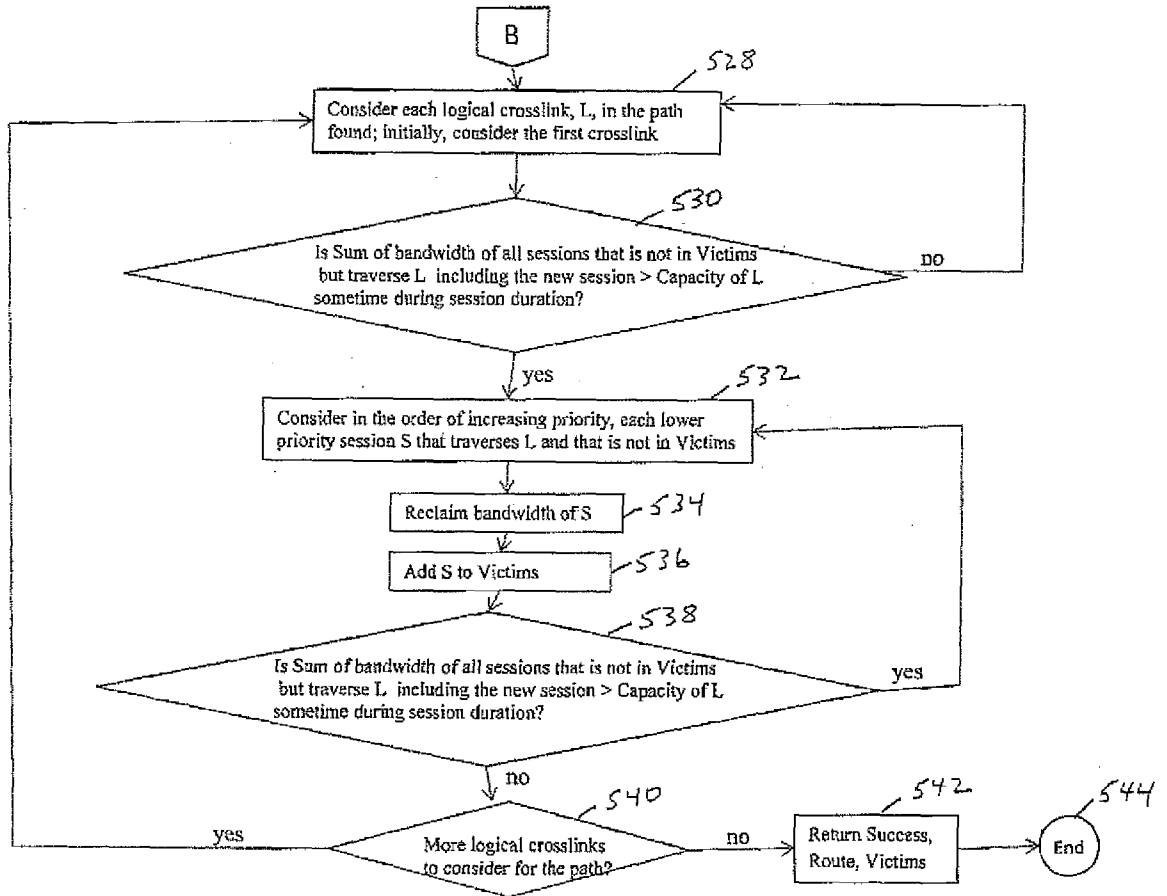 B
528
Consider each logical crosslink, L, in the path
found; initially, consider the first crosslink
530
Is Sum of bandwidth of all sessions that is not in Victims
but traverse L including the new session > Capacity of L
sometime during session duration?
no
yes
532
Consider in the order of increasing priority, each lower
priority session S that traverses L and that is not in Victims
Reclaim bandwidth of S
534
Add S to Victims
536
538
Is Sum of bandwidth of all sessions that is not in Victims
but traverse L including the new session > Capacity of L
sometime during session duration?
yes
no
540
More logical crosslinks
to consider for the path?
yes
no
542
Return Success,
Route, Victims
544
End